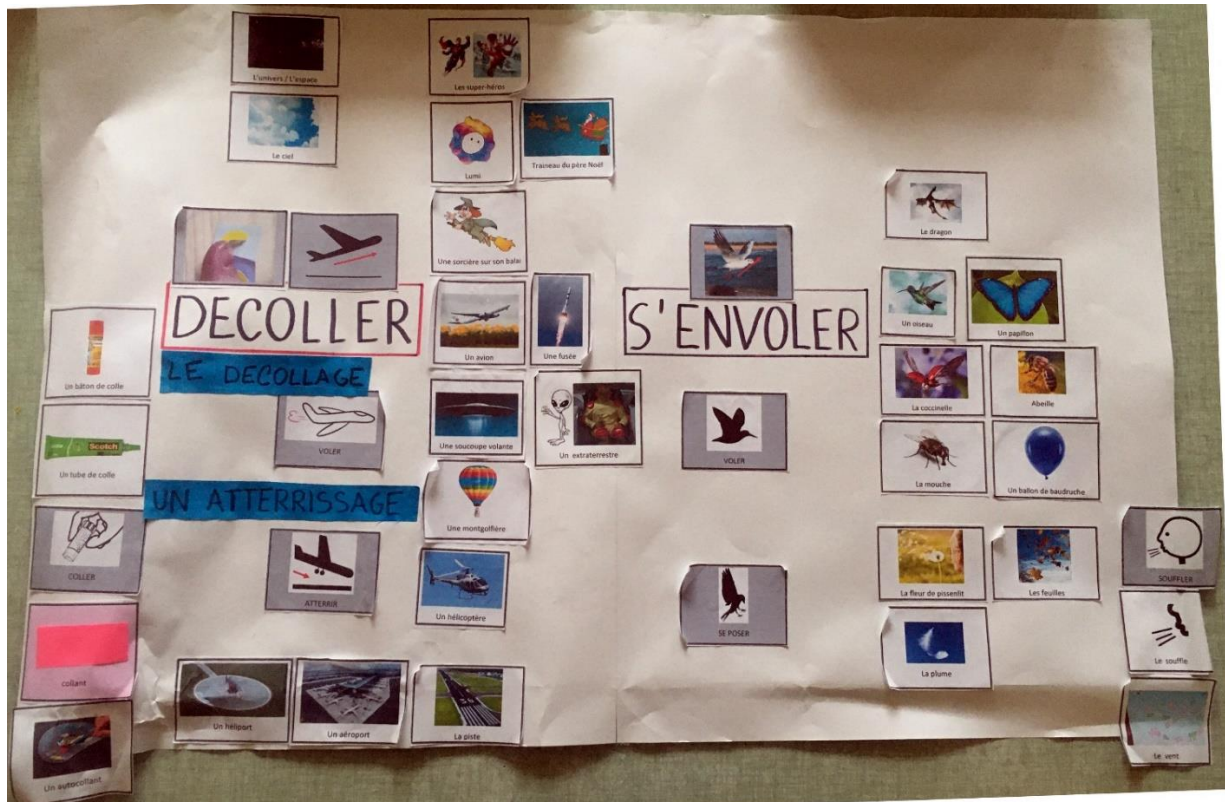 L'univers / L'espace
Le ciel
Les super-héros
Lumi
Traineau du père Noël
Une sorcière sur son balai
DECOLLER
LE DECOLLAGE
VOLER
UN ATTERRISSAGE
ATTERRIR
Un bâton de colle
Scotch
Un tube de colle
COLLER
collant
Un autocollant
Un héliport
Un aéroport
La piste
Un avion
Une fusée
Une soucoupe volante
Un extraterrestre
Une montgolfière
Un hélicoptère
S'ENVOLER
VOLER
SE POSER
Le dragon
Un oiseau
Un papillon
La coccinelle
Abeille
La mouche
Un ballon de baudruche
La fleur de pissenlit
Les feuilles
La plume
SOUFFLER
Le souffle
Le vent